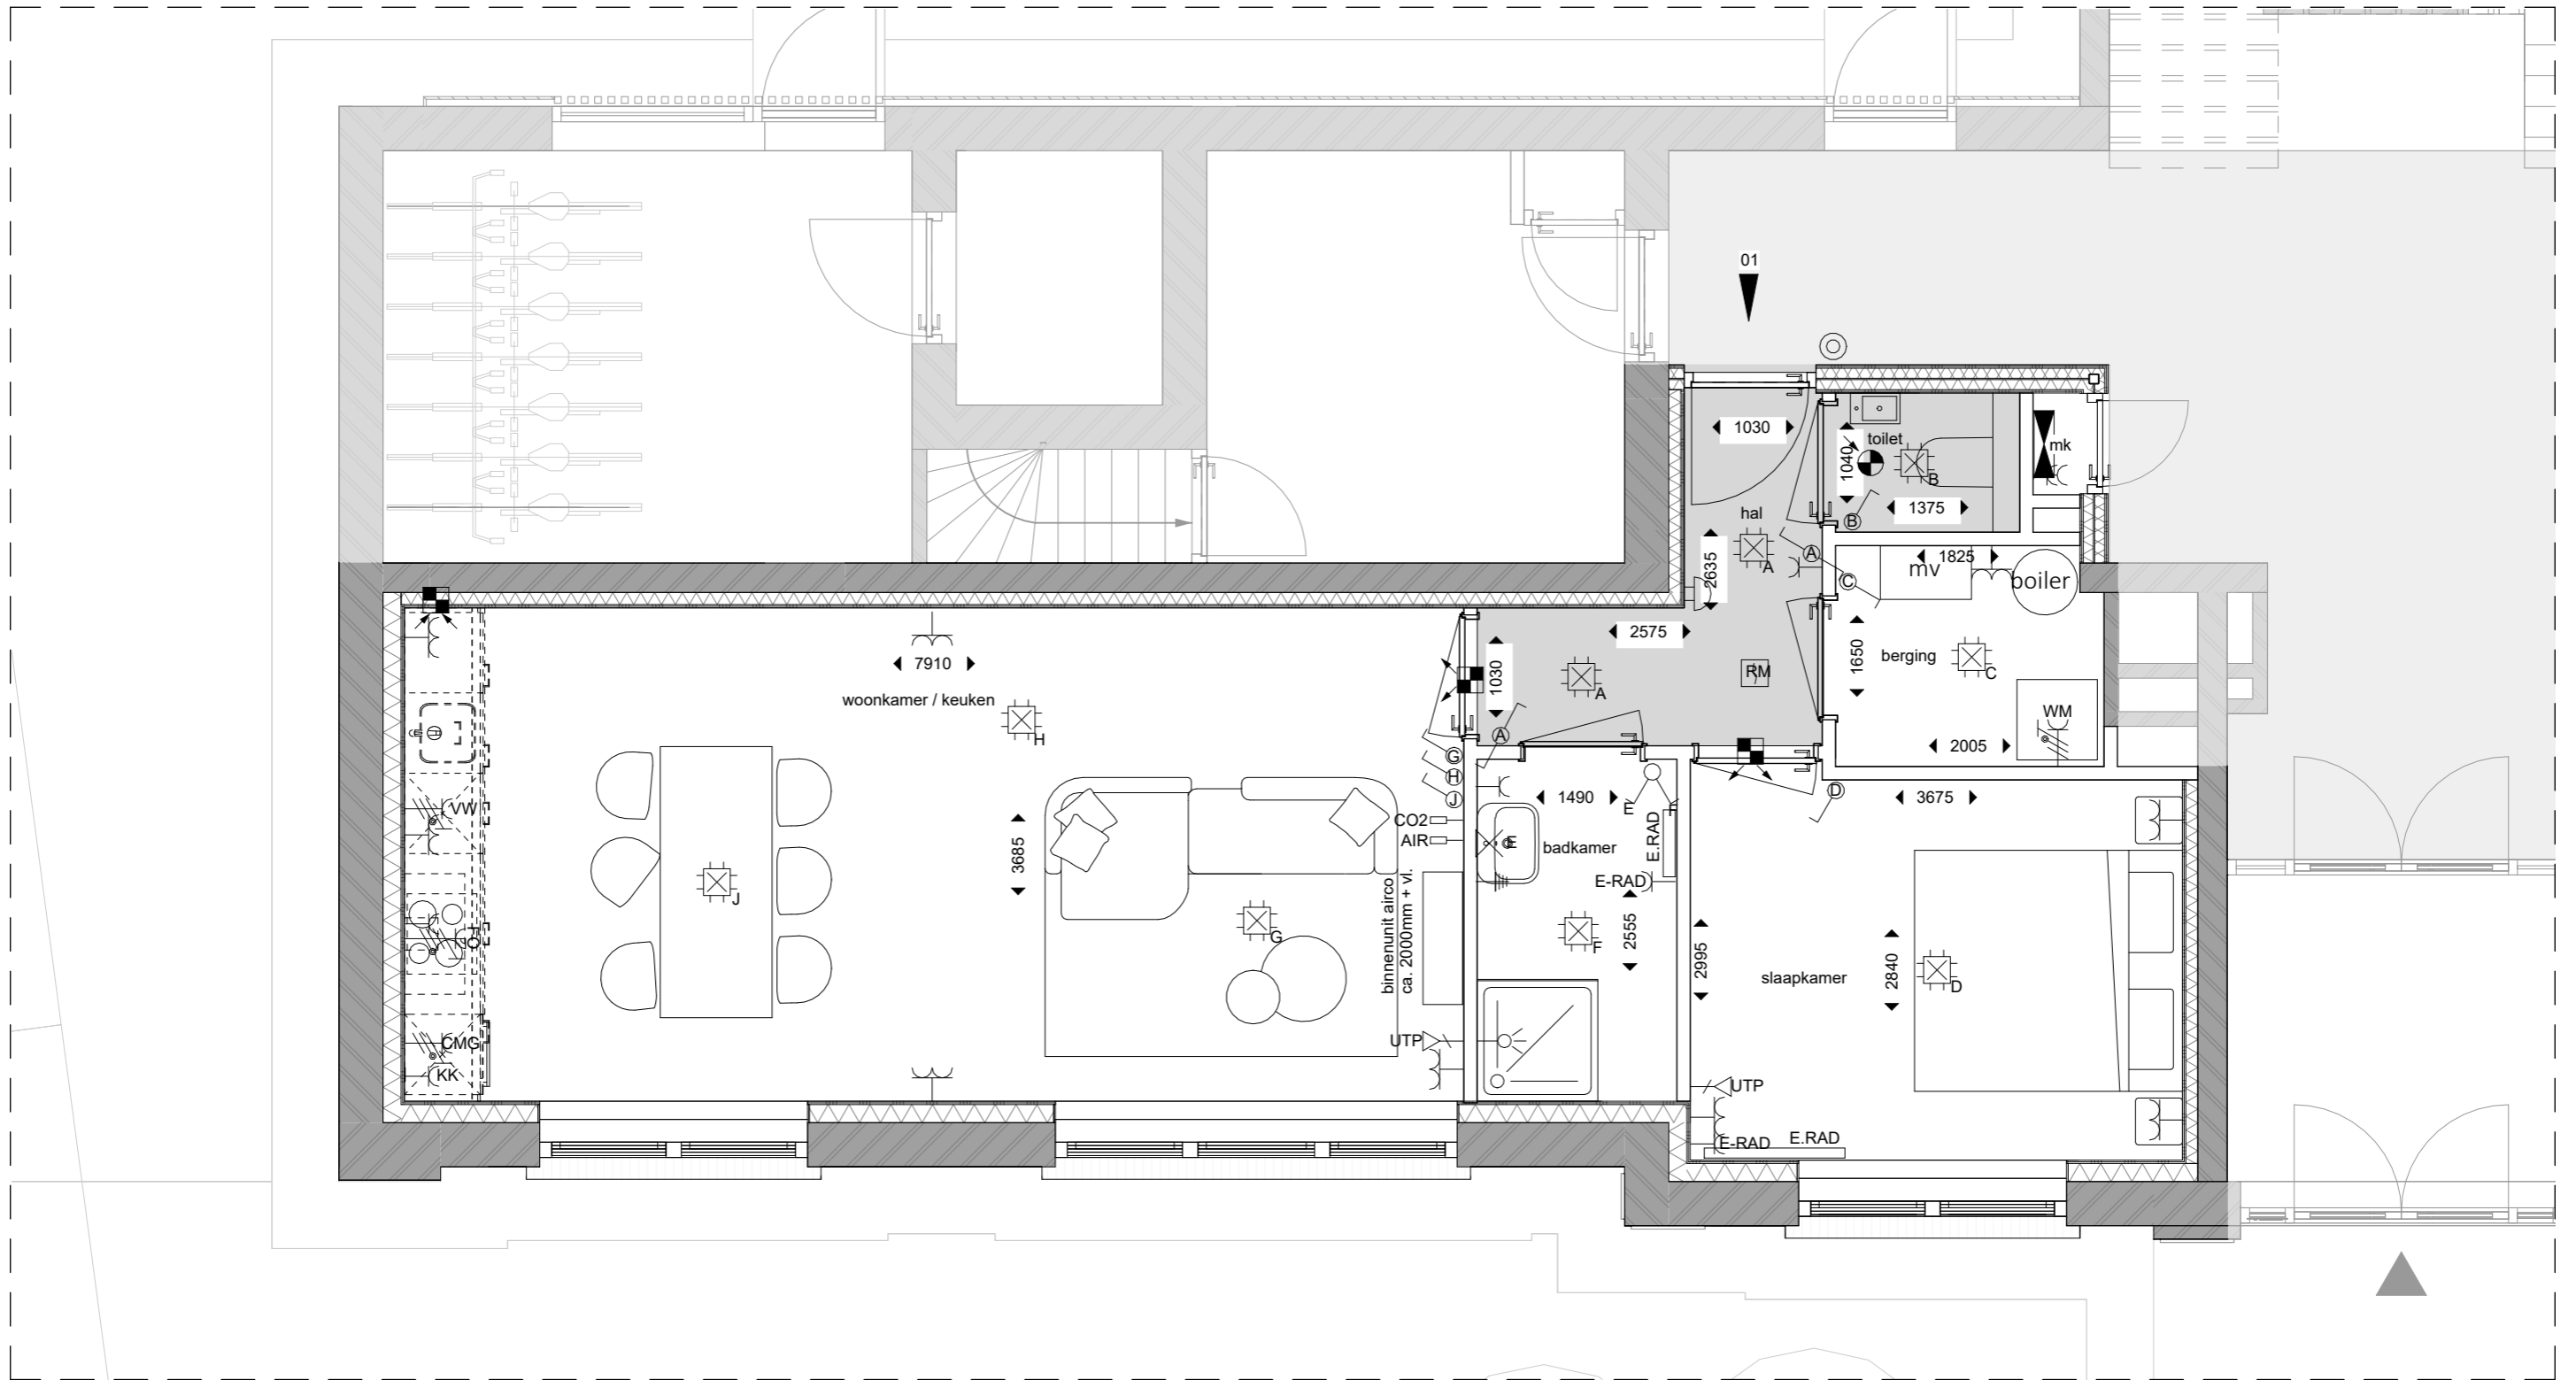 01
1030
toilet
1040
mk
B
1375
B
hal
A
A
2635
C
1825
mv
boiler
2575
7910
woonkamer / keuken
H
1030
A
RM
1650
berging
C
WM
2005
A
G
H
J
D
VW
1490
E
F
3675
CO2
AIR
E
badkamer
E.RAD
3685
J
E-RAD
binnenunit airco
ca. 2000mm + vl.
G
F
2555
2995
slaapkamer
2840
D
CMG
KK
UTP
UTP
E-RAD
E.RAD